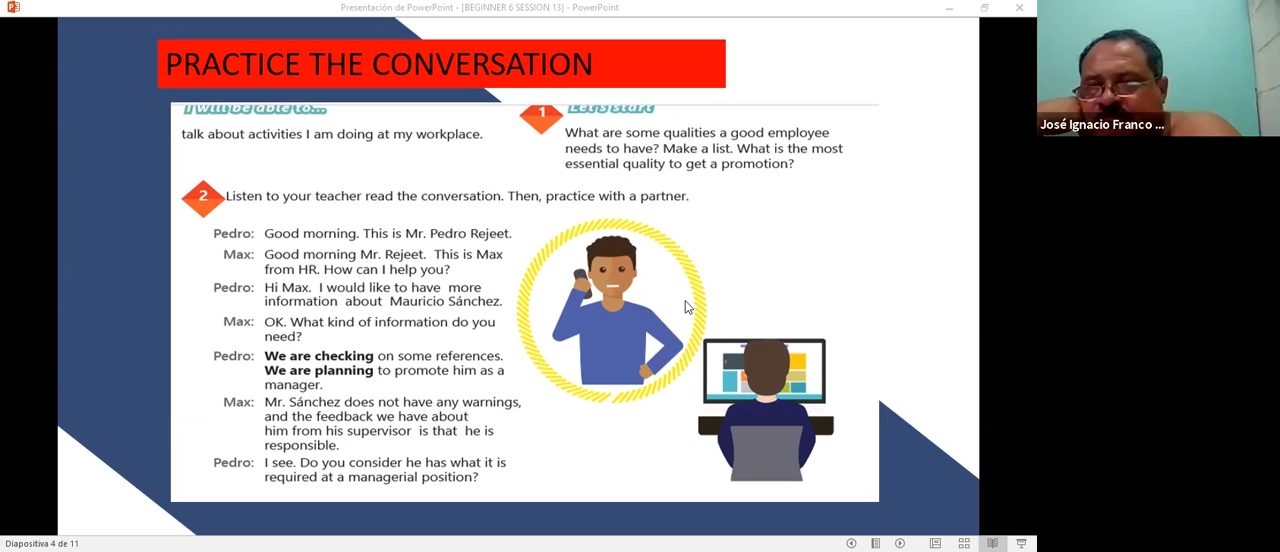 Presentación de PowerPoint - [BEGINNER 6 SESSION 13] - PowerPoint
PRACTICE THE CONVERSATION
I will be able to...
talk about activities I am doing at my workplace.
1 Let's start
What are some qualities a good employee
needs to have? Make a list. What is the most
essential quality to get a promotion?
2 Listen to your teacher read the conversation. Then, practice with a partner.
Pedro: Good morning. This is Mr. Pedro Rejeet.
Max: Good morning Mr. Rejeet. This is Max
from HR. How can I help you?
Pedro: Hi Max. I would like to have more
information about Mauricio Sánchez.
Max: OK. What kind of information do you
need?
Pedro: We are checking on some references.
We are planning to promote him as a
manager.
Max: Mr. Sánchez does not have any warnings,
and the feedback we have about
him from his supervisor is that he is
responsible.
Pedro: I see. Do you consider he has what it is
required at a managerial position?
José Ignacio Franco ...
Diapositiva 4 de 11